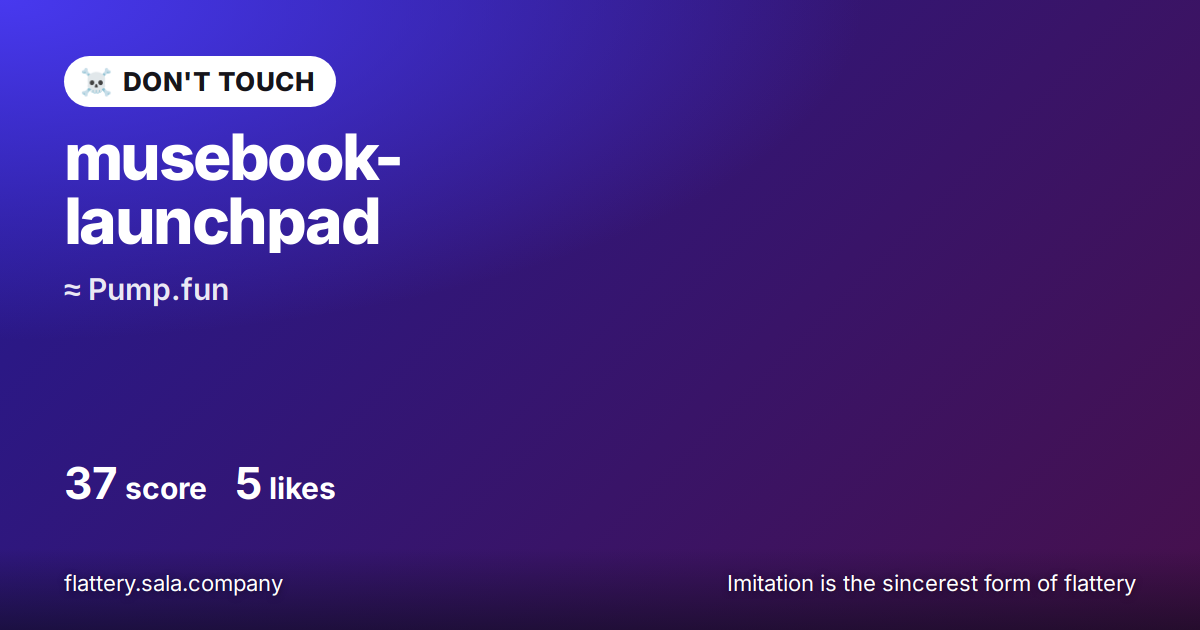 ☠️ DON'T TOUCH
musebook-
launchpad
≈ Pump.fun
37 score 5 likes
flattery.sala.company
Imitation is the sincerest form of flattery